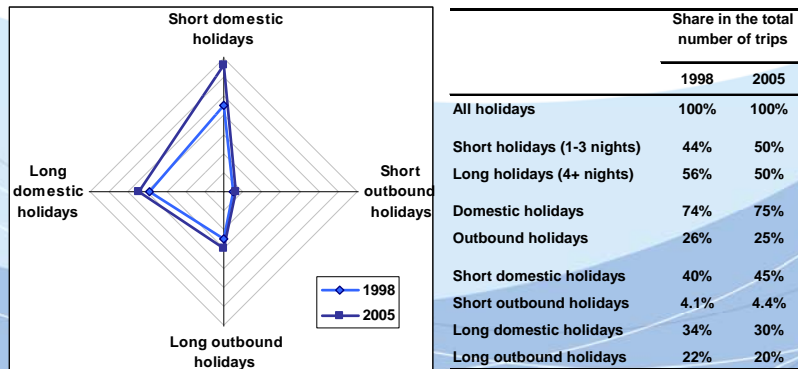 Short domestic
holidays
Long
domestic
holidays
Short
outbound
holidays
1998
2005
Long outbound
holidays
Share in the total
number of trips
1998 2005
All holidays 100% 100%
Short holidays (1-3 nights) 44% 50%
Long holidays (4+ nights) 56% 50%
Domestic holidays 74% 75%
Outbound holidays 26% 25%
Short domestic holidays 40% 45%
Short outbound holidays 4.1% 4.4%
Long domestic holidays 34% 30%
Long outbound holidays 22% 20%